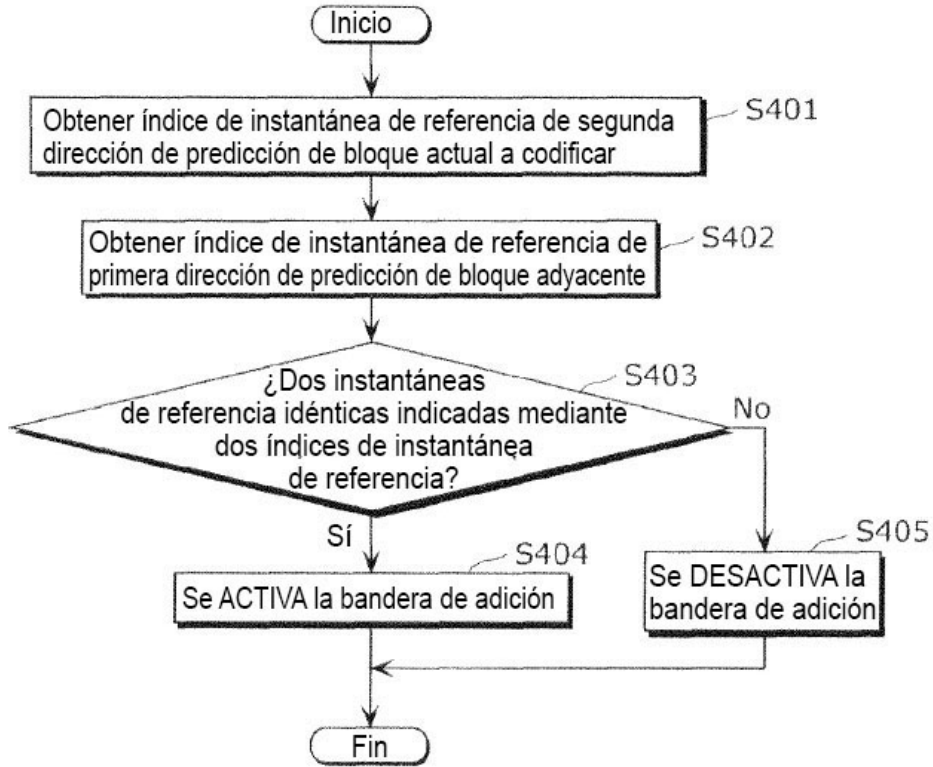 Inicio
Obtener índice de instantánea de referencia de segunda
dirección de predicción de bloque actual a codificar
S401
Obtener índice de instantánea de referencia de
primera dirección de predicción de bloque adyacente
S402
¿Dos instantáneas
de referencia idénticas indicadas mediante
dos índices de instantánea
de referencia?
S403
No
Sí
S404
Se ACTIVA la bandera de adición
S405
Se DESACTIVA la
bandera de adición
Fin